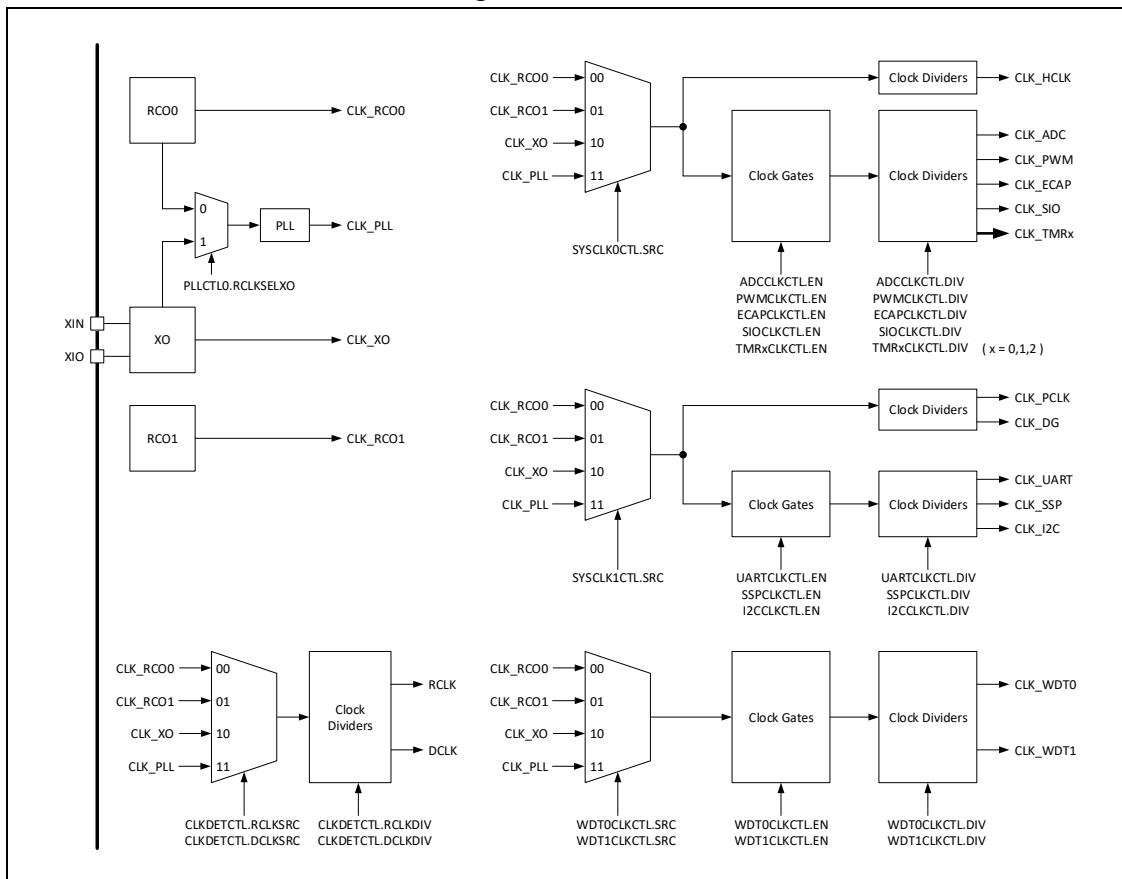 RCO0
CLK_RCO0
0
1
PLL
CLK_PLL
PLLCTL0.RCLKSELXO
XIN
XIO
XO
CLK_XO
RCO1
CLK_RCO1
CLK_RCO0
CLK_RCO1
CLK_XO
CLK_PLL
00
01
10
11
SYSCLK0CTL.SRC
Clock Dividers
CLK_HCLK
Clock Gates
Clock Dividers
CLK_ADC
CLK_PWM
CLK_ECAP
CLK_SIO
CLK_TMRx
ADCCLKCTL.EN
PWMCLKCTL.EN
ECAPCLKCTL.EN
SIOCLKCTL.EN
TMRxCLKCTL.EN
ADCCLKCTL.DIV
PWMCLKCTL.DIV
ECAPCLKCTL.DIV
SIOCLKCTL.DIV
TMRxCLKCTL.DIV ( x = 0,1,2 )
CLK_RCO0
CLK_RCO1
CLK_XO
CLK_PLL
00
01
10
11
SYSCLK1CTL.SRC
Clock Dividers
CLK_PCLK
CLK_DG
Clock Gates
Clock Dividers
CLK_UART
CLK_SSP
CLK_I2C
UARTCLKCTL.EN
SSPCLKCTL.EN
I2CCLKCTL.EN
UARTCLKCTL.DIV
SSPCLKCTL.DIV
I2CCLKCTL.DIV
CLK_RCO0
CLK_RCO1
CLK_XO
CLK_PLL
00
01
10
11
Clock
Dividers
RCLK
DCLK
CLKDETCTL.RCLKSRC
CLKDETCTL.DCLKSRC
CLKDETCTL.RCLKDIV
CLKDETCTL.DCLKDIV
CLK_RCO0
CLK_RCO1
CLK_XO
CLK_PLL
00
01
10
11
Clock Gates
Clock Dividers
CLK_WDT0
CLK_WDT1
WDT0CLKCTL.SRC
WDT1CLKCTL.SRC
WDT0CLKCTL.EN
WDT1CLKCTL.EN
WDT0CLKCTL.DIV
WDT1CLKCTL.DIV